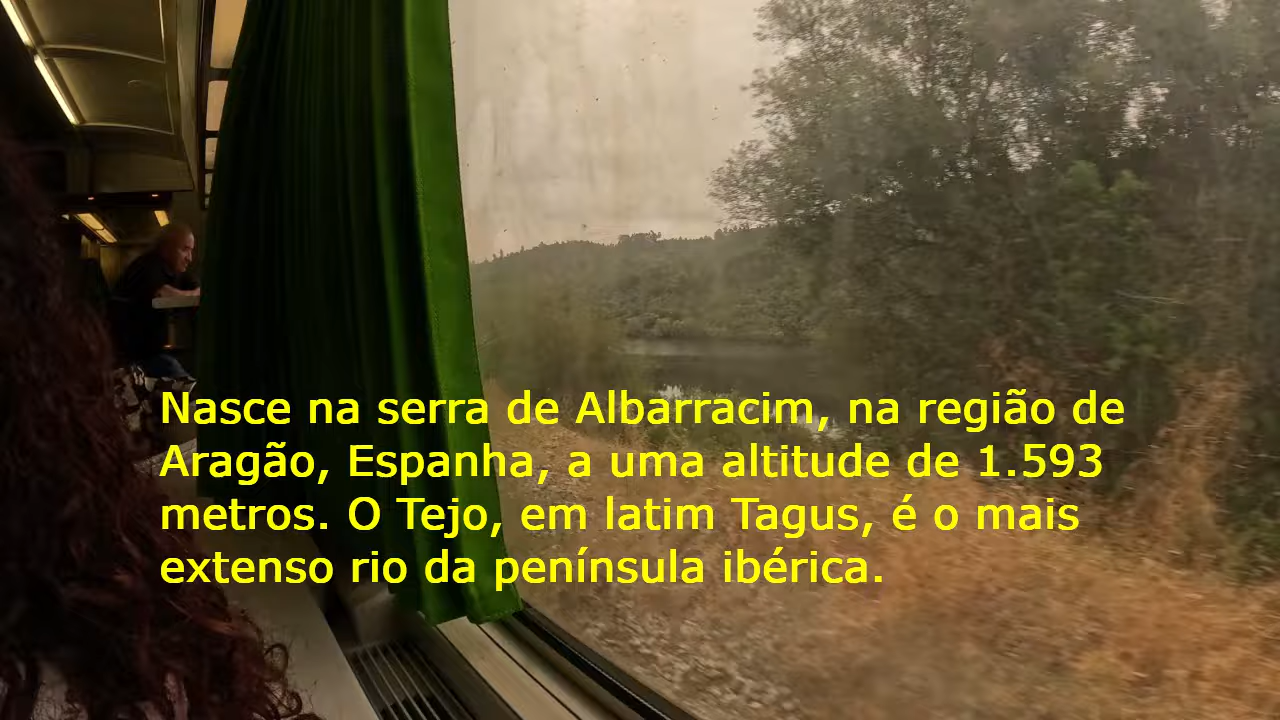 Nasce na serra de Albarracim, na região de
Aragão, Espanha, a uma altitude de 1.593
metros. O Tejo, em latim Tagus, é o mais
extenso rio da península ibérica.